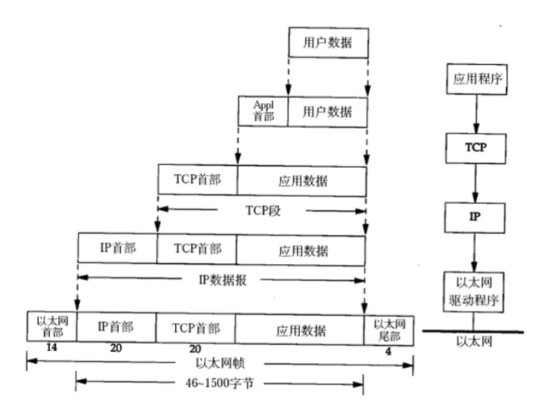 用户数据
应用程序
Appl
首部
用户数据
TCP
TCP首部
应用数据
TCP段
IP
IP首部
TCP首部
应用数据
IP数据报
以太网
驱动程序
以太网
首部
IP首部
TCP首部
应用数据
以太网
尾部
以太网
14
20
20
4
以太网帧
46~1500字节